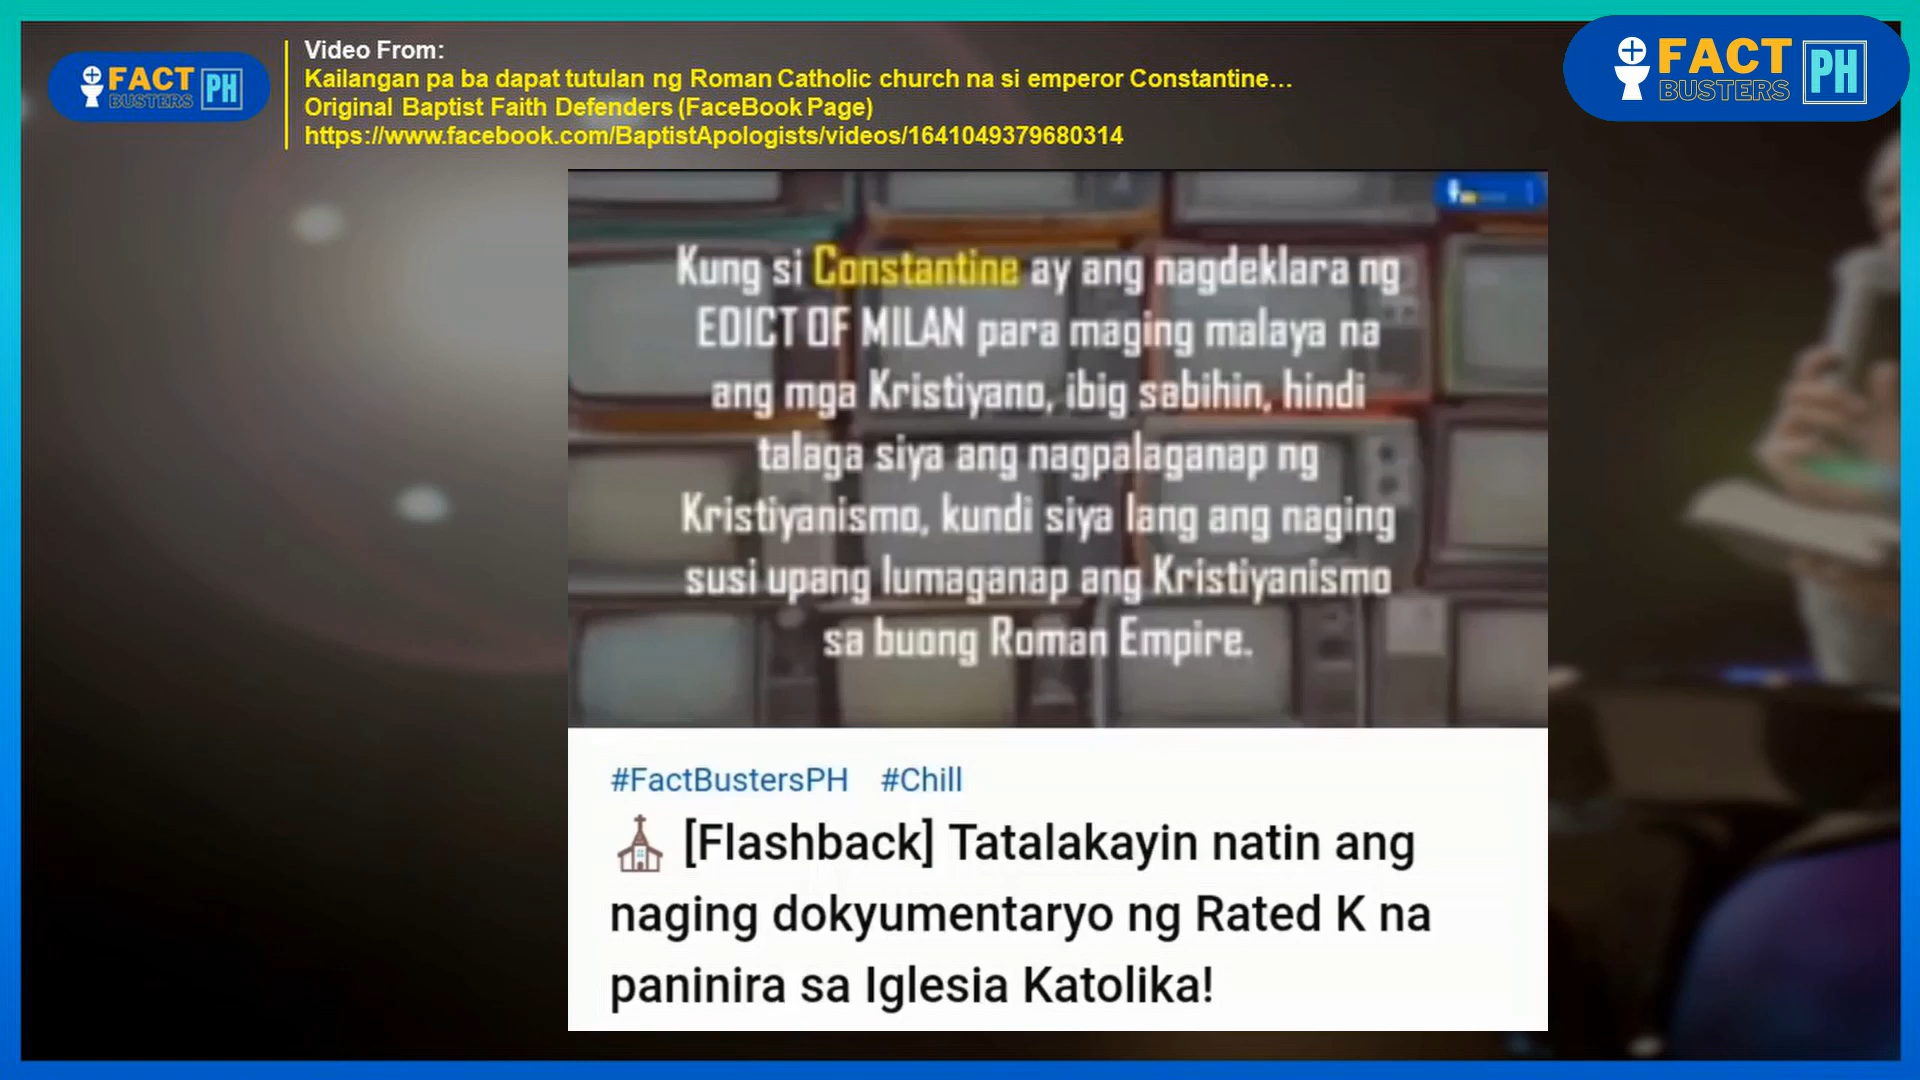 FACT
BUSTERS
PH
Video From:
Kailangan pa ba dapat tutulan ng Roman Catholic church na si emperor Constantine...
Original Baptist Faith Defenders (FaceBook Page)
https://www.facebook.com/BaptistApologists/videos/1641049379680314
FACT
BUSTERS
PH
Kung si Constantine ay ang nagdeklara ng
EDICT OF MILAN para maging malaya na
ang mga Kristiyano, ibig sabihin, hindi
talaga siya ang nagpalaganap ng
Kristiyanismo, kundi siya lang ang naging
susi upang lumaganap ang Kristiyanismo
sa buong Roman Empire.
#FactBustersPH #Chill
[Flashback] Tatalakayin natin ang
naging dokyumentaryo ng Rated K na
paninira sa Iglesia Katolika!